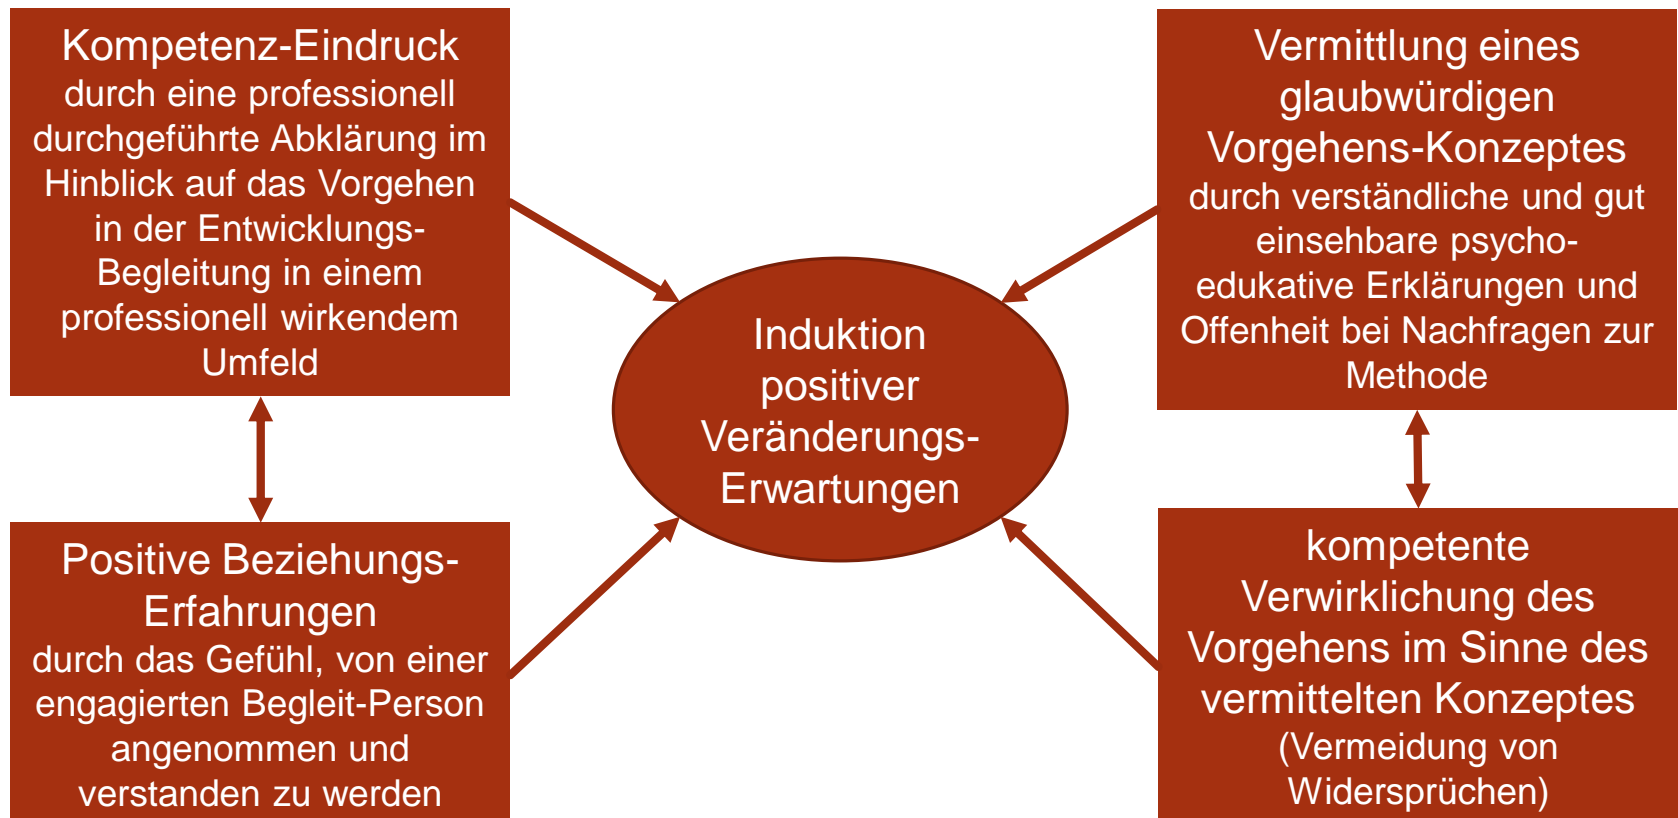 Kompetenz-Eindruck
durch eine professionell
durchgeführte Abklärung im
Hinblick auf das Vorgehen
in der Entwicklungs-
Begleitung in einem
professionell wirkendem
Umfeld
Vermittlung eines
glaubwürdigen
Vorgehens-Konzeptes
durch verständliche und gut
einsehbare psycho-
edukative Erklärungen und
Offenheit bei Nachfragen zur
Methode
Induktion
positiver
Veränderungs-
Erwartungen
Positive Beziehungs-
Erfahrungen
durch das Gefühl, von einer
engagierten Begleit-Person
angenommen und
verstanden zu werden
kompetente
Verwirklichung des
Vorgehens im Sinne des
vermittelten Konzeptes
(Vermeidung von
Widersprüchen)